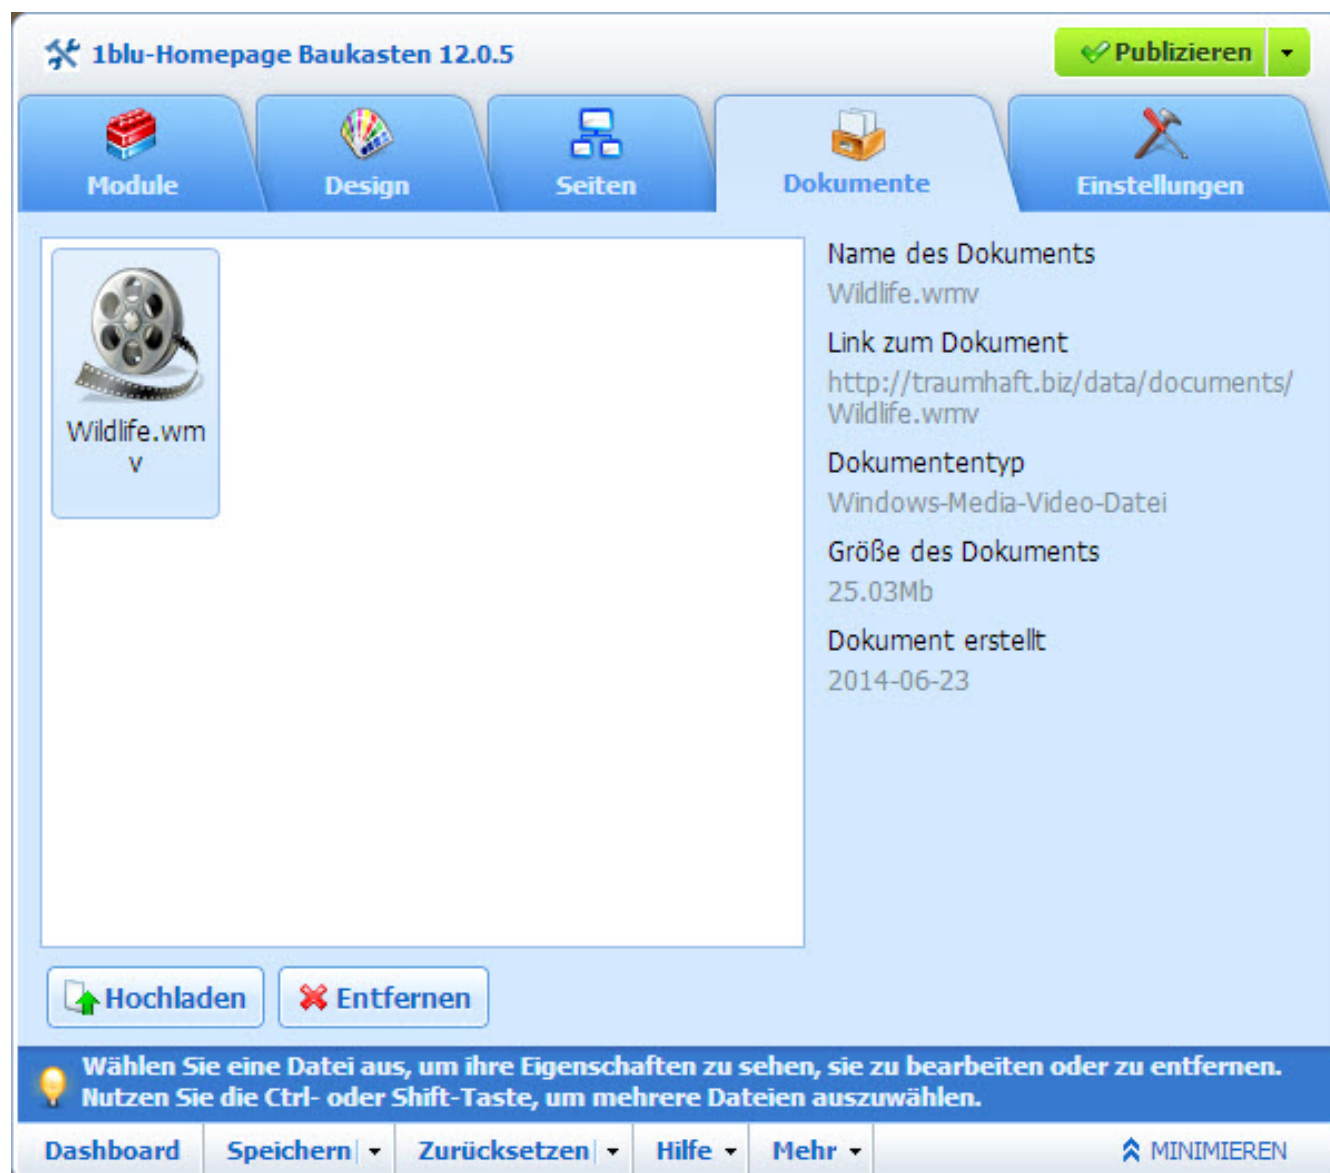 1blu-Homepage Baukasten 12.0.5
Publizieren
Module
Design
Seiten
Dokumente
Einstellungen
Wildlife.wm
v
Name des Dokuments
Wildlife.wmv
Link zum Dokument
http://traumhaft.biz/data/documents/
Wildlife.wmv
Dokumententyp
Windows-Media-Video-Datei
Größe des Dokuments
25.03Mb
Dokument erstellt
2014-06-23
Hochladen
Entfernen
Wählen Sie eine Datei aus, um ihre Eigenschaften zu sehen, sie zu bearbeiten oder zu entfernen.
Nutzen Sie die Ctrl- oder Shift-Taste, um mehrere Dateien auszuwählen.
Dashboard
Speichern
Zurücksetzen
Hilfe
Mehr
MINIMIEREN